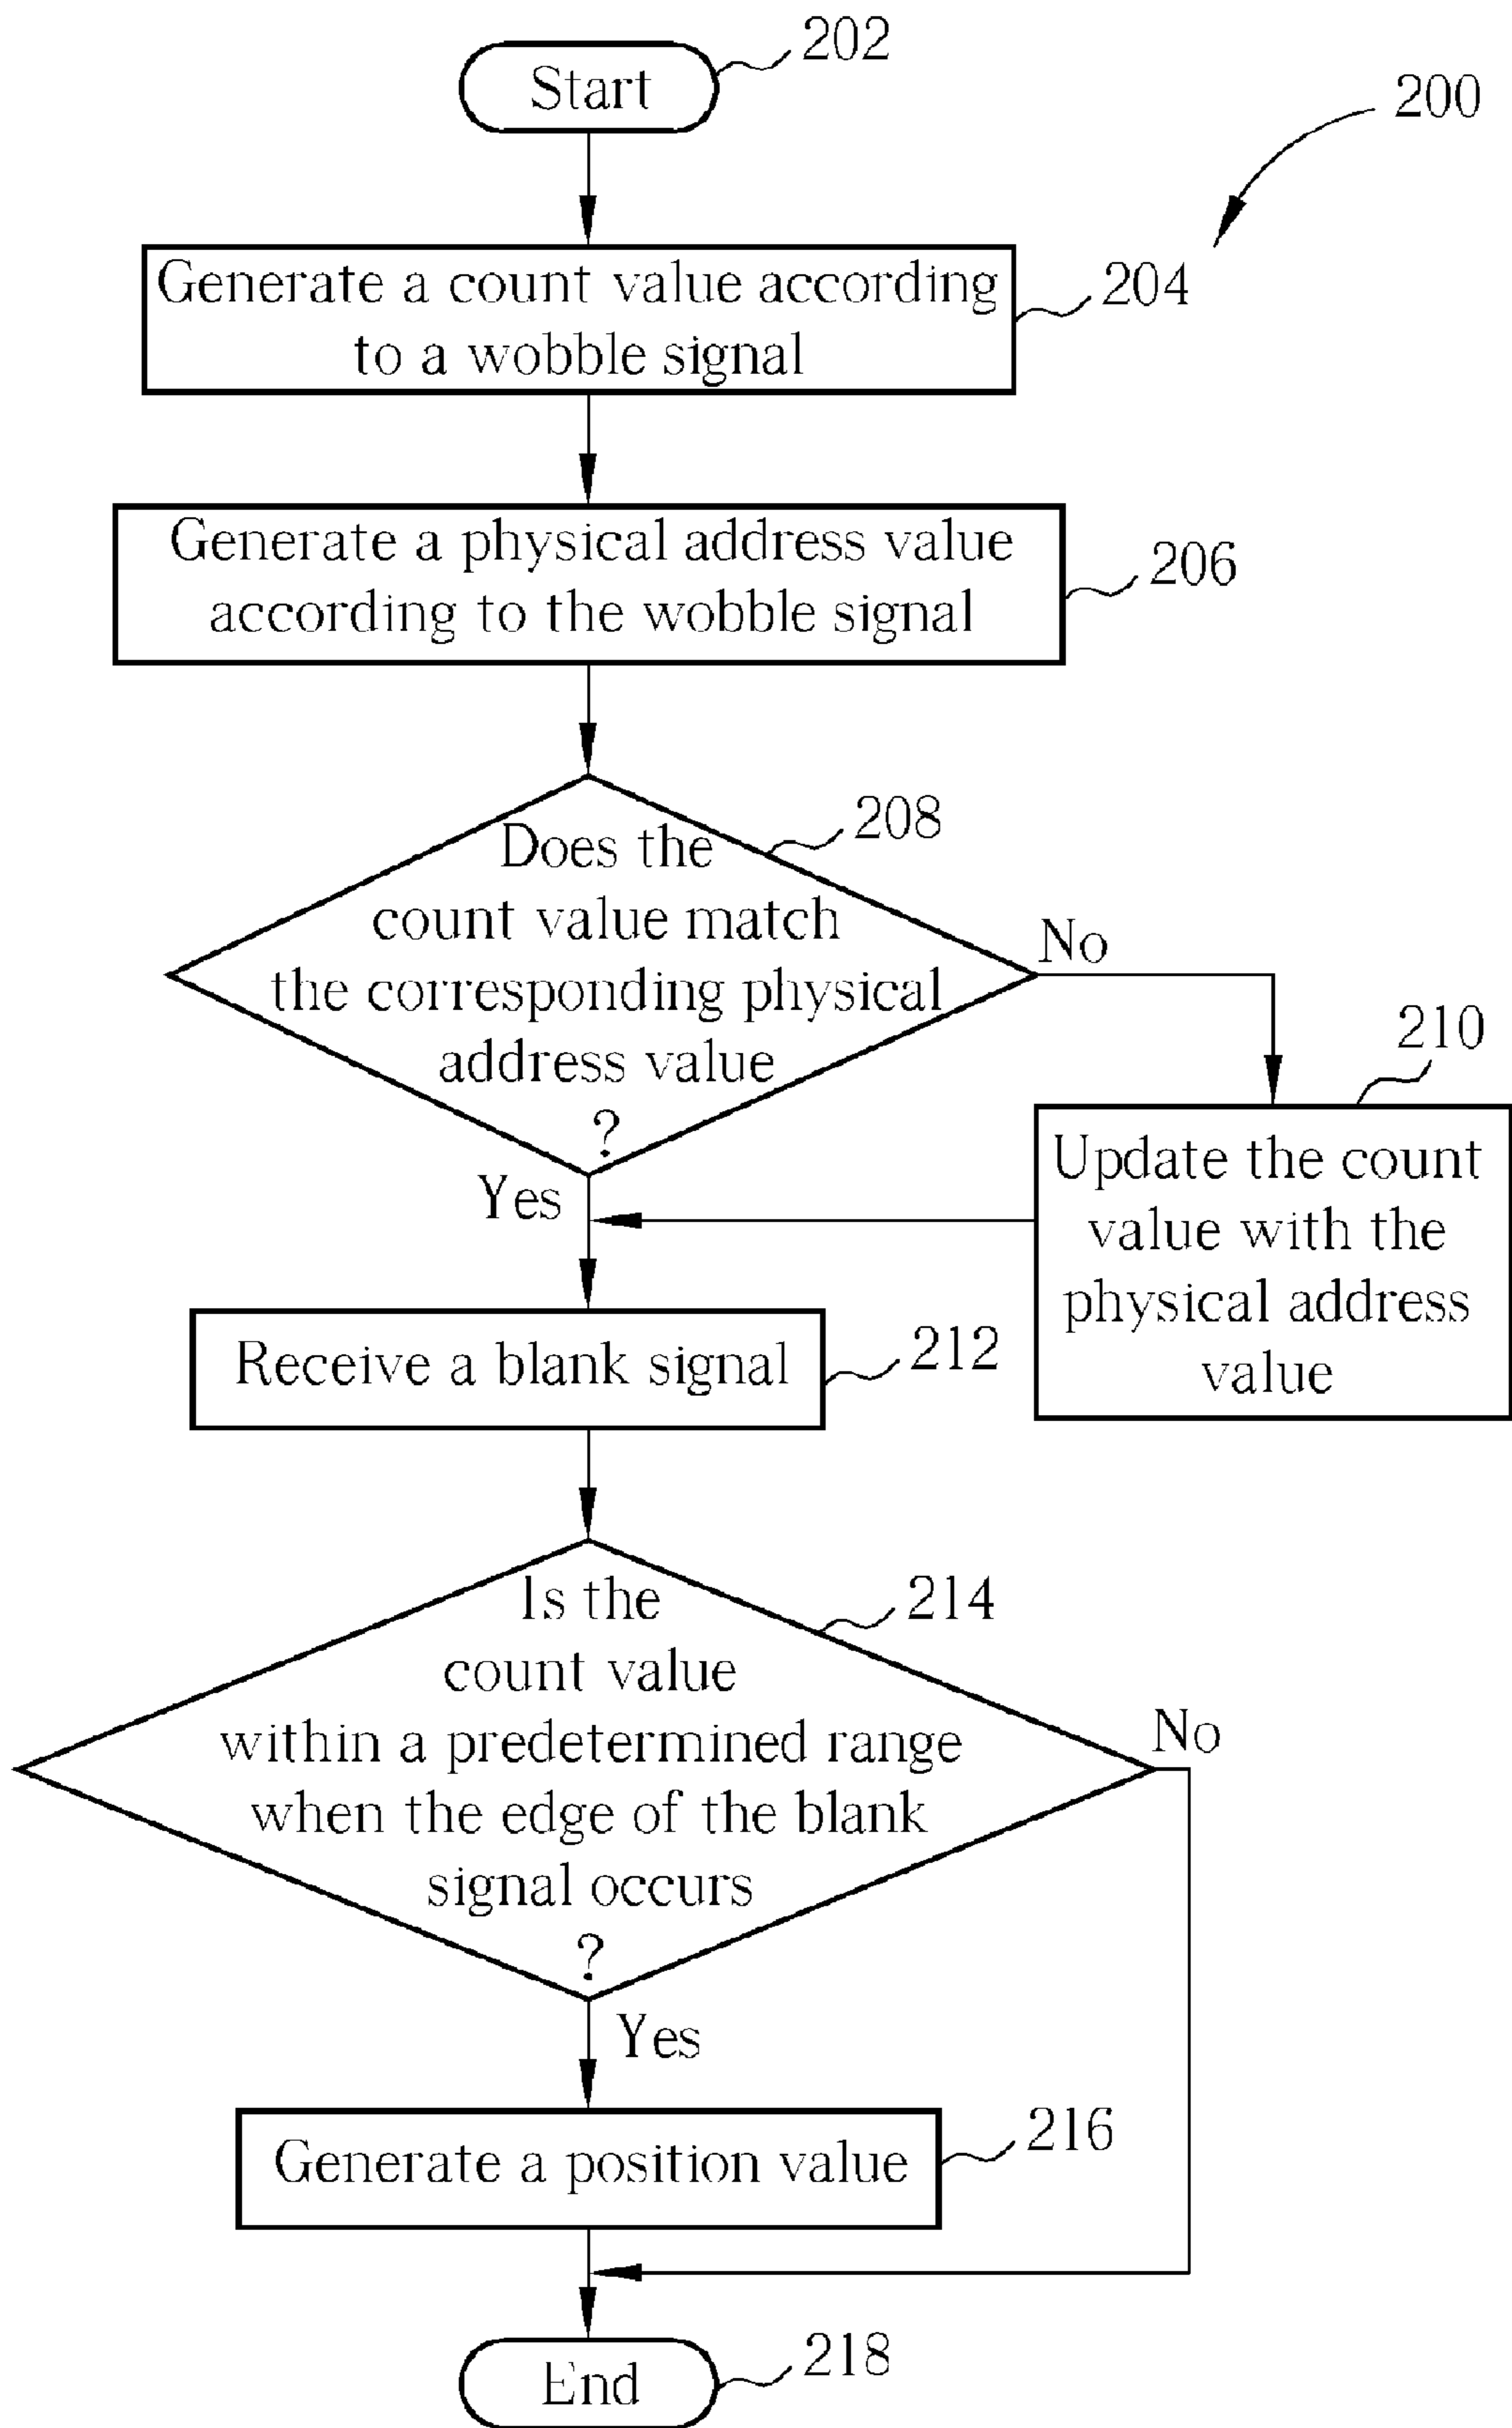 Start
202
200
Generate a count value according
to a wobble signal
204
Generate a physical address value
according to the wobble signal
206
Does the
count value match
the corresponding physical
address value
?
208
No
Yes
210
Update the count
value with the
physical address
value
Receive a blank signal
212
Is the
count value
within a predetermined range
when the edge of the blank
signal occurs
?
214
No
Yes
Generate a position value
216
End
218